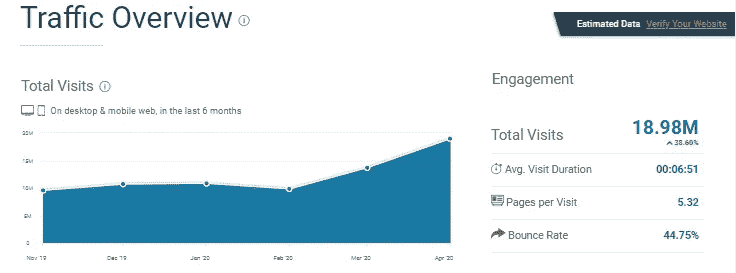 Traffic Overview
Estimated Data Verify Your Website
Total Visits
On desktop & mobile web, in the last 6 months
20M
15M
10M
5M
0
Nov '19 Dec '19 Jan '20 Feb '20 Mar '20 Apr '20
Engagement
Total Visits 18.98M
38.60%
Avg. Visit Duration 00:06:51
Pages per Visit 5.32
Bounce Rate 44.75%